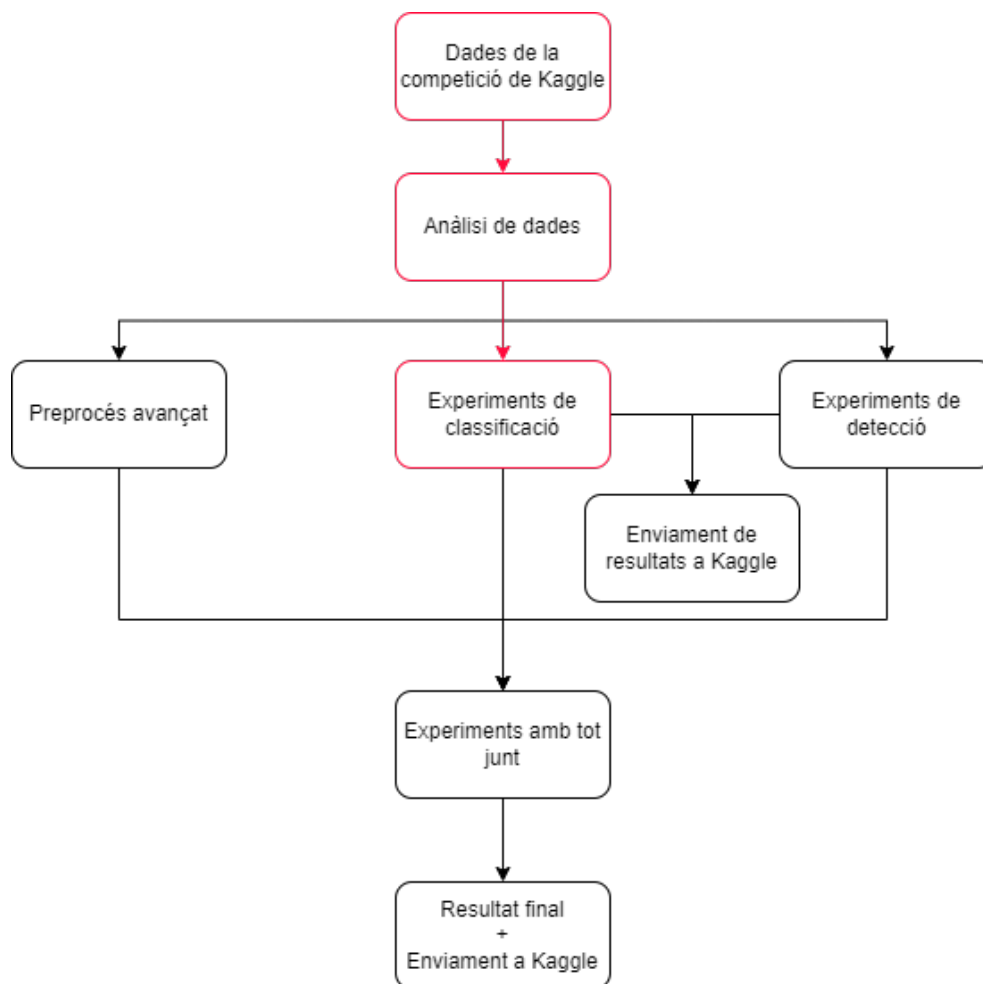 Dades de la
competició de Kaggle
Anàlisi de dades
Preprocés avançat
Experiments de
classificació
Experiments de
detecció
Enviament de
resultats a Kaggle
Experiments amb tot
junt
Resultat final
+
Enviament a Kaggle